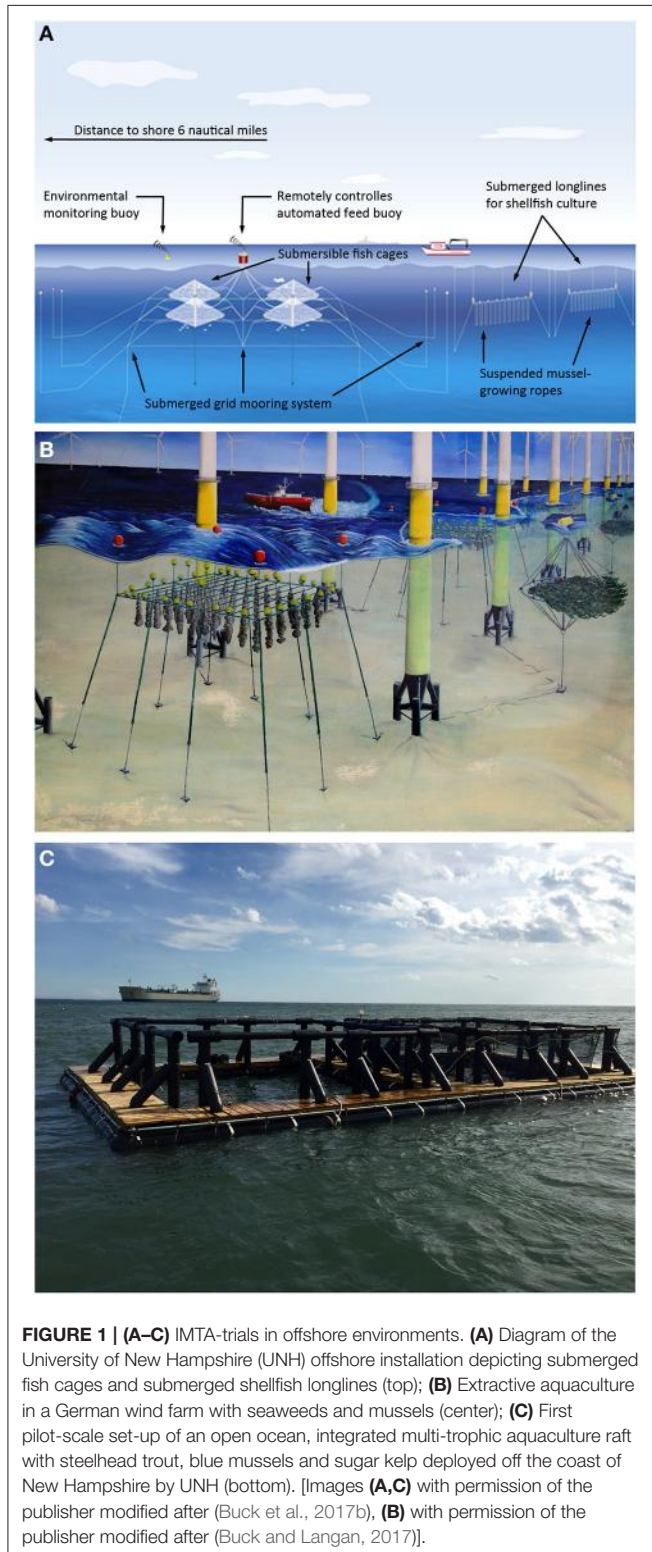 A
Distance to shore 6 nautical miles
Environmental
monitoring buoy
Remotely controlles
automated feed buoy
Submerged longlines
for shellfish culture
Submersible fish cages
Submerged grid mooring system
Suspended mussel-
growing ropes
B
C
FIGURE 1 | (A–C) IMTA-trials in offshore environments. (A) Diagram of the
University of New Hampshire (UNH) offshore installation depicting submerged
fish cages and submerged shellfish longlines (top); (B) Extractive aquaculture
in a German wind farm with seaweeds and mussels (center); (C) First
pilot-scale set-up of an open ocean, integrated multi-trophic aquaculture raft
with steelhead trout, blue mussels and sugar kelp deployed off the coast of
New Hampshire by UNH (bottom). [Images (A,C) with permission of the
publisher modified after (Buck et al., 2017b), (B) with permission of the
publisher modified after (Buck and Langan, 2017)].